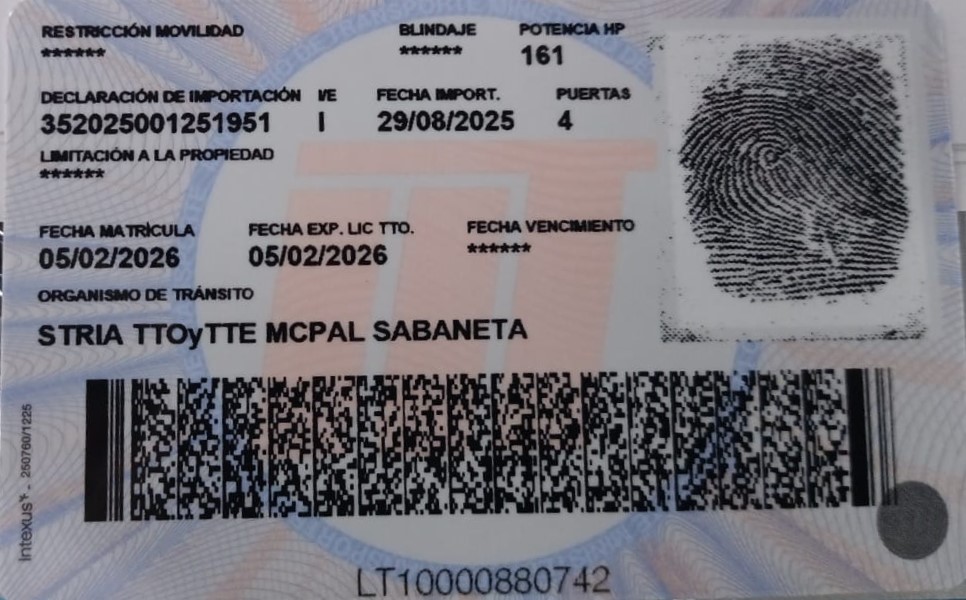 RESTRICCIÓN MOVILIDAD BLINDAJE POTENCIA HP
****** ****** 161
DECLARACIÓN DE IMPORTACIÓN I/E FECHA IMPORT. PUERTAS
352025001251951 I 29/08/2025 4
LIMITACIÓN A LA PROPIEDAD
******
FECHA MATRÍCULA FECHA EXP. LIC TTO. FECHA VENCIMIENTO
05/02/2026 05/02/2026 ******
ORGANISMO DE TRÁNSITO
STRIA TTOyTTE MCPAL SABANETA
Intexus - 250760/1225
LT10000880742